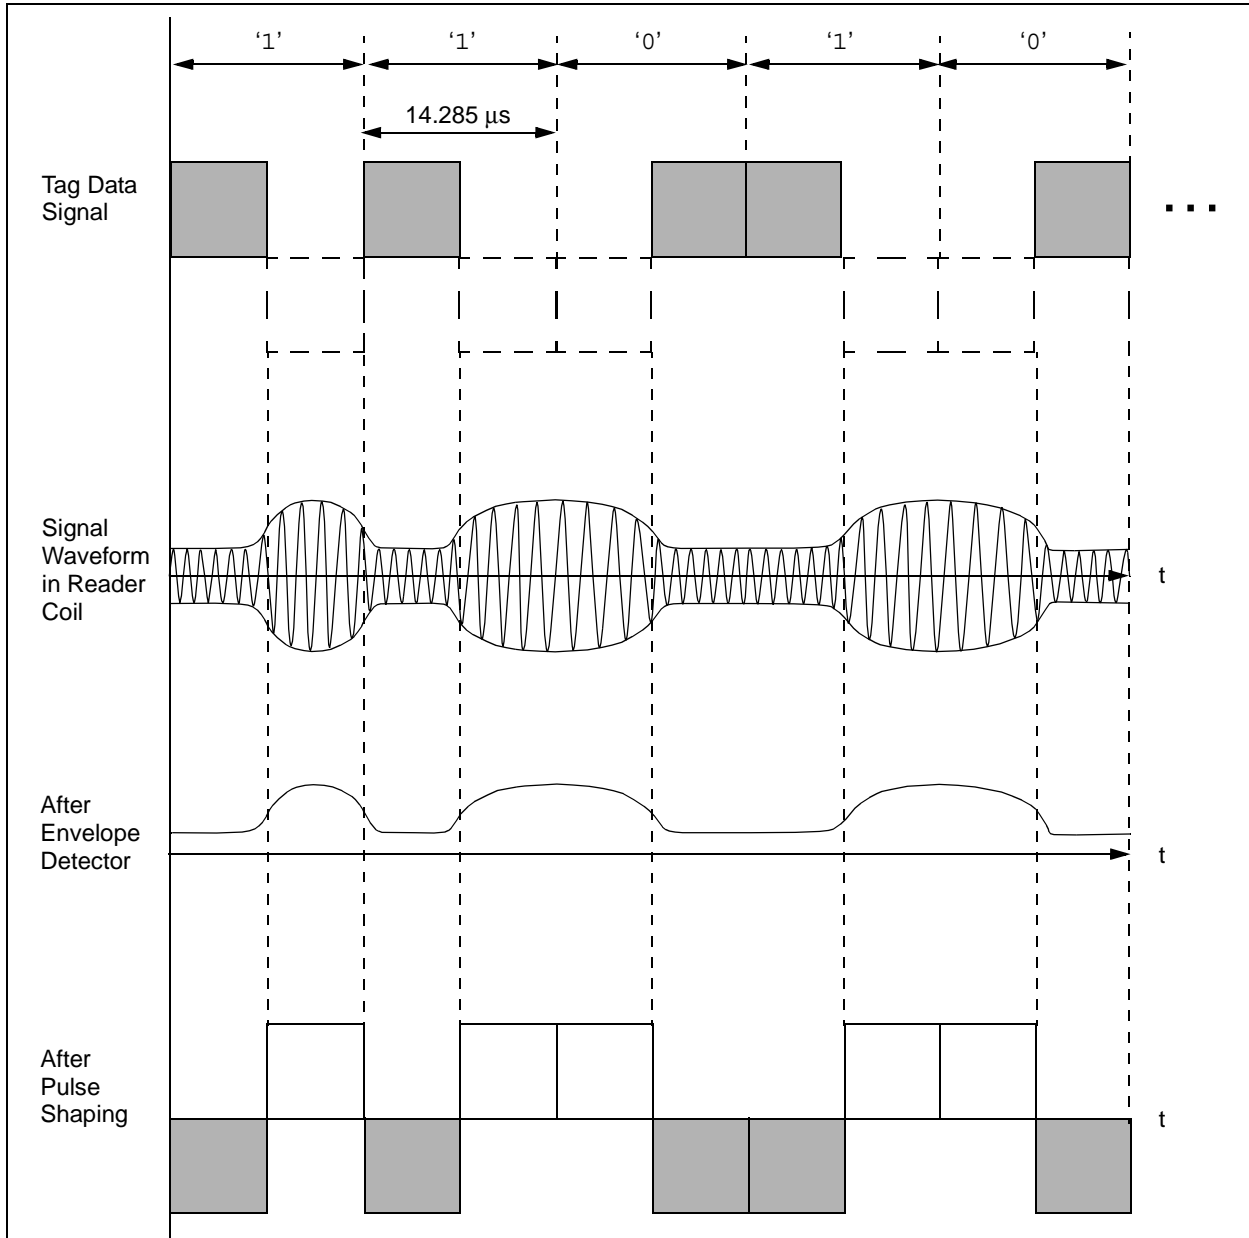 ‘1’ ‘1’ ‘0’ ‘1’ ‘0’
14.285 μs
Tag Data
Signal
...
Signal
Waveform
in Reader
Coil
t
After
Envelope
Detector
t
After
Pulse
Shaping
t